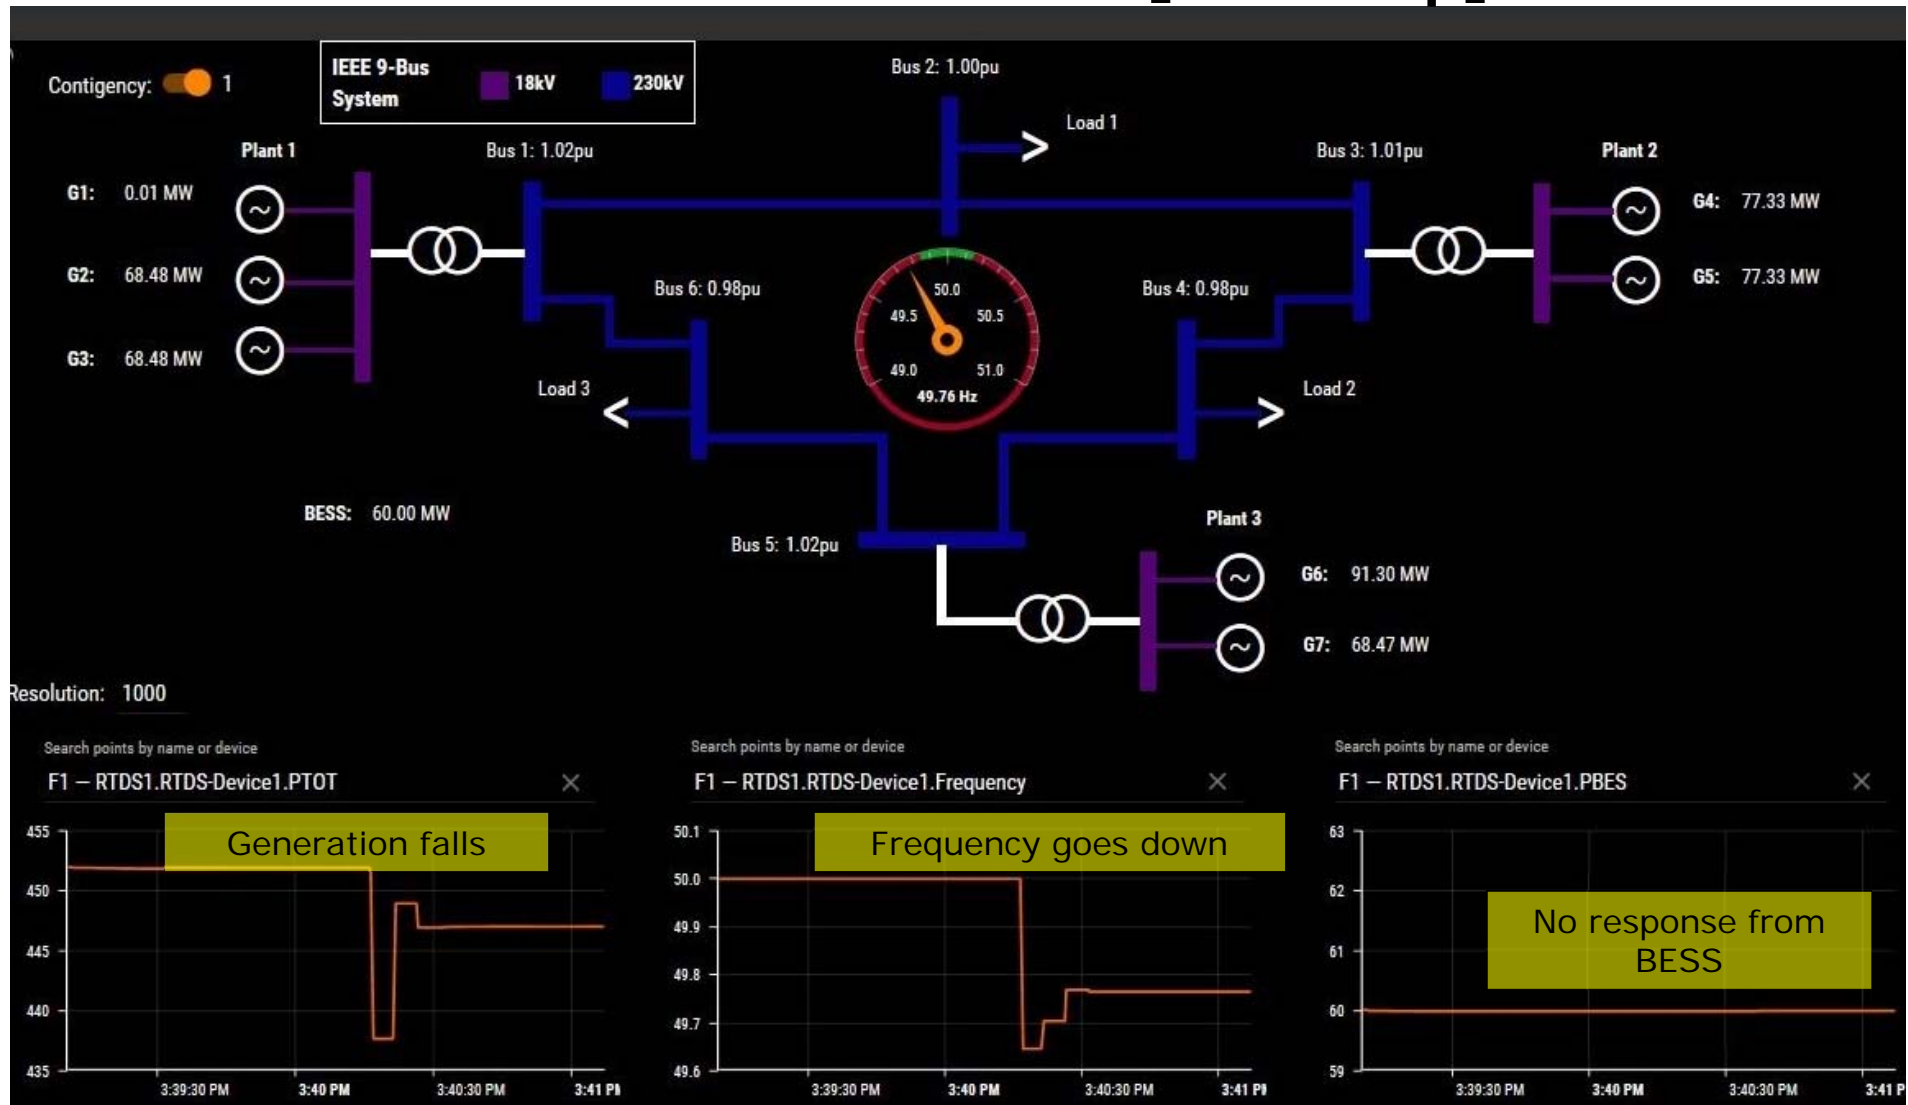 Contigency: 1
IEEE 9-Bus System
18kV
230kV
Bus 2: 1.00pu
Load 1
Plant 1
Bus 1: 1.02pu
Bus 3: 1.01pu
Plant 2
G1: 0.01 MW
G4: 77.33 MW
G2: 68.48 MW
Bus 6: 0.98pu
50.0
Bus 4: 0.98pu
G5: 77.33 MW
49.5
50.5
G3: 68.48 MW
49.0
51.0
49.76 Hz
Load 3
Load 2
BESS: 60.00 MW
Plant 3
Bus 5: 1.02pu
G6: 91.30 MW
G7: 68.47 MW
Resolution: 1000
Search points by name or device
F1 – RTDS1.RTDS-Device1.PTOT
Generation falls
455
450
445
440
435
3:39:30 PM
3:40 PM
3:40:30 PM
3:41 P
Search points by name or device
F1 – RTDS1.RTDS-Device1.Frequency
Frequency goes down
50.1
50.0
49.9
49.8
49.7
49.6
3:39:30 PM
3:40 PM
3:40:30 PM
3:41 P
Search points by name or device
F1 – RTDS1.RTDS-Device1.PBES
No response from
BESS
63
62
61
60
59
3:39:30 PM
3:40 PM
3:40:30 PM
3:41 P